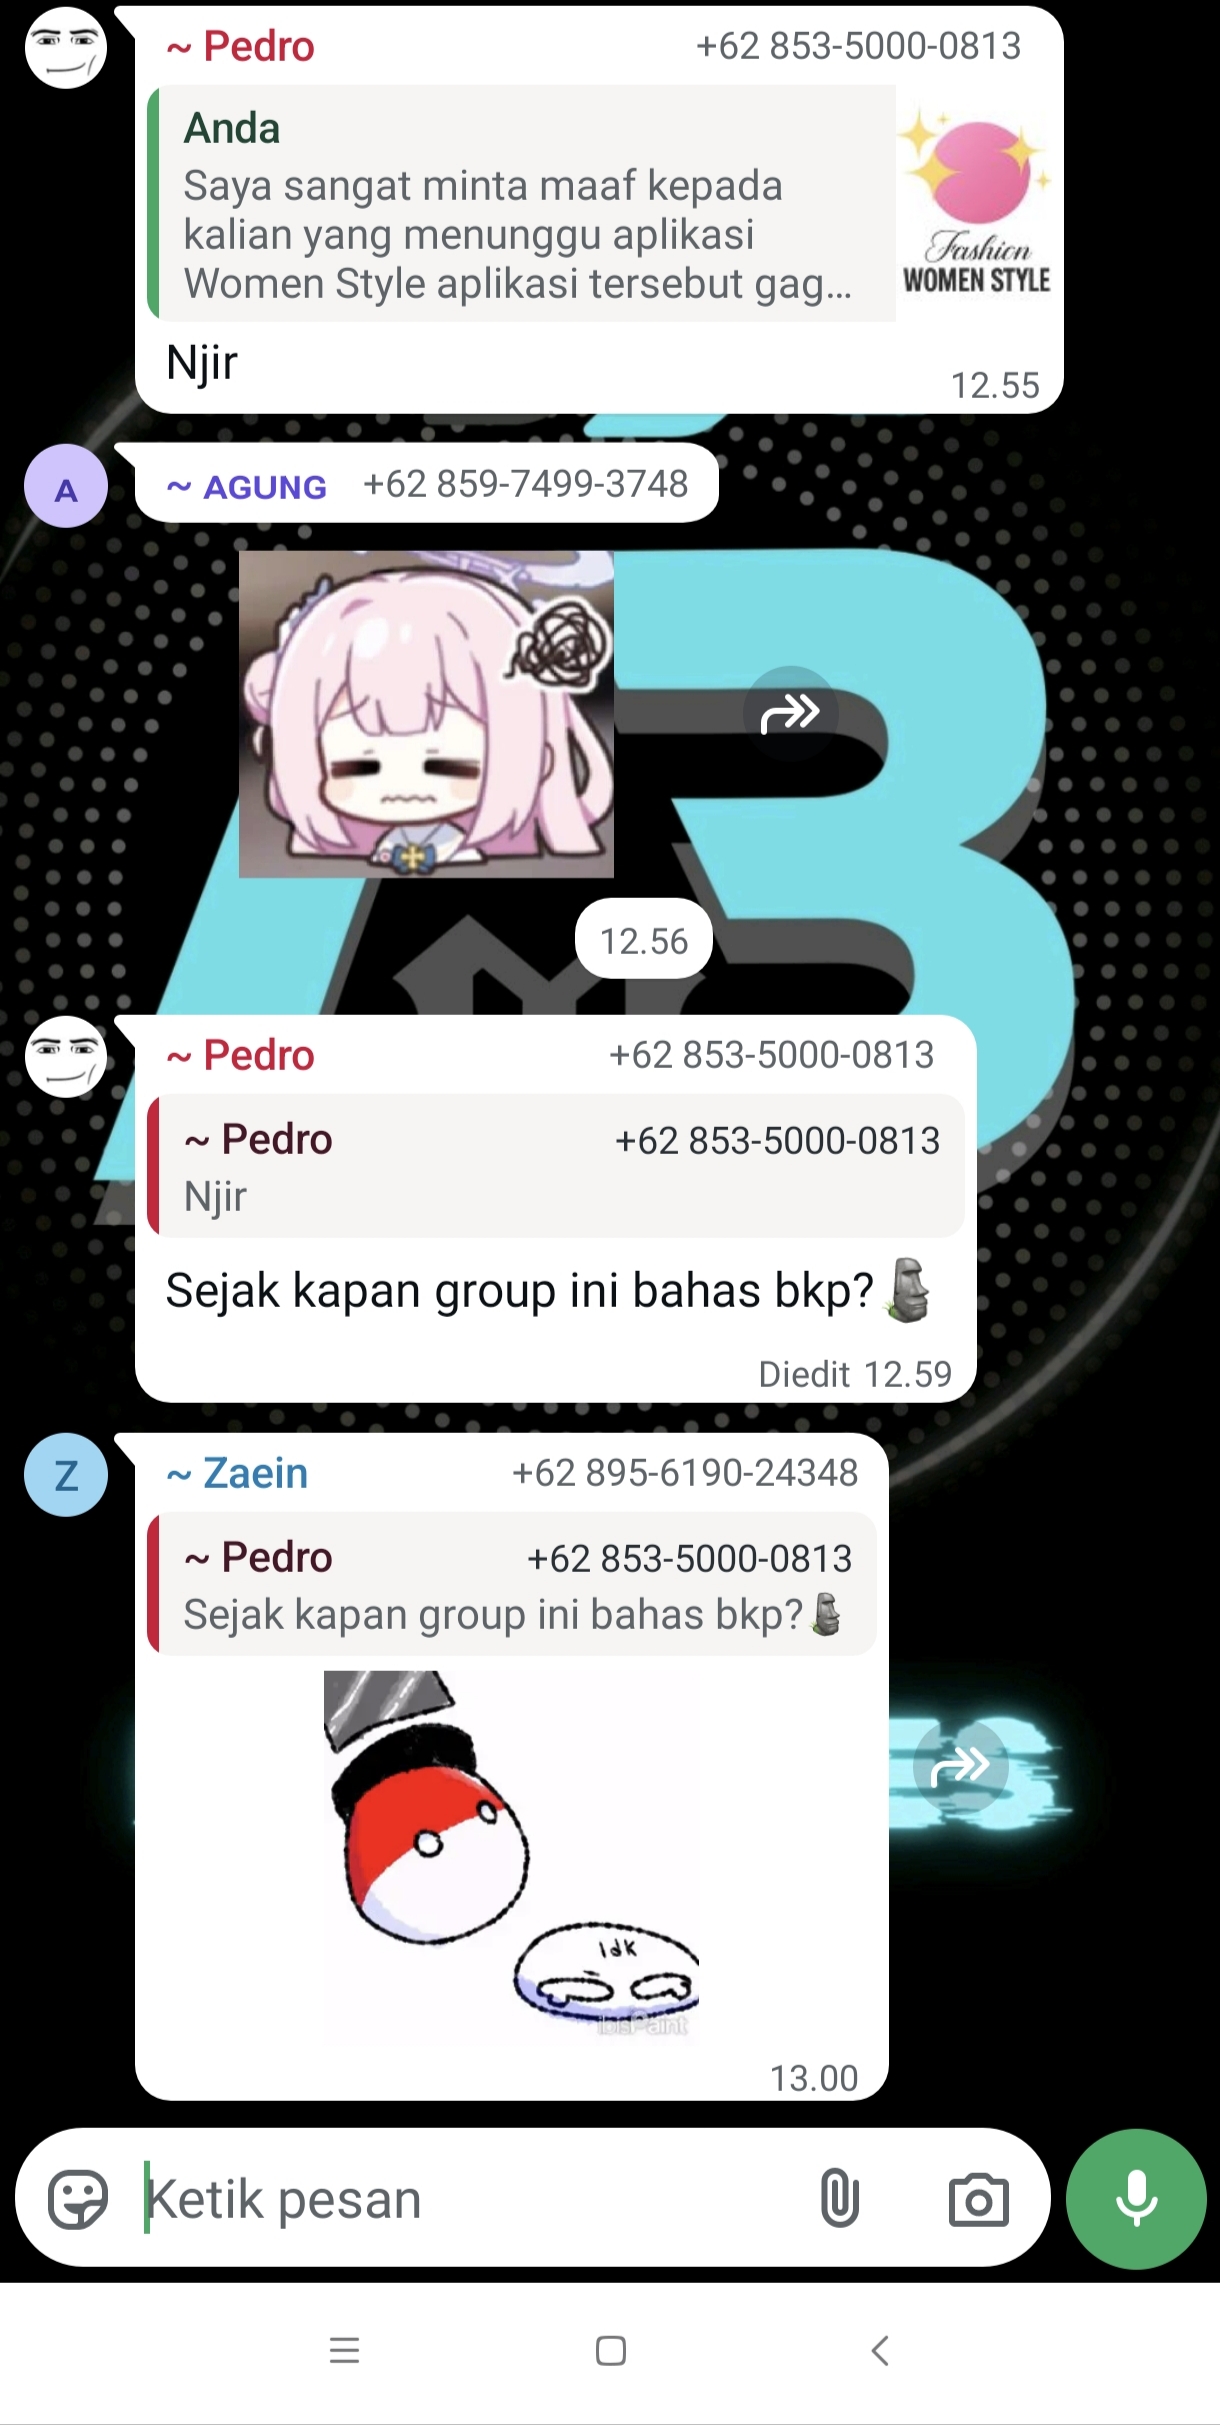 ~ Pedro +62 853-5000-0813
Anda
Saya sangat minta maaf kepada
kalian yang menunggu aplikasi
Women Style aplikasi tersebut gag...
Fashion
WOMEN STYLE
Njir
12.55
A
~ AGUNG +62 859-7499-3748
12.56
~ Pedro +62 853-5000-0813
~ Pedro +62 853-5000-0813
Njir
Sejak kapan group ini bahas bkp?🗿
Diedit 12.59
Z
~ Zaein +62 895-6190-24348
~ Pedro +62 853-5000-0813
Sejak kapan group ini bahas bkp?🗿
idk
ibisPaint
13.00
Ketik pesan